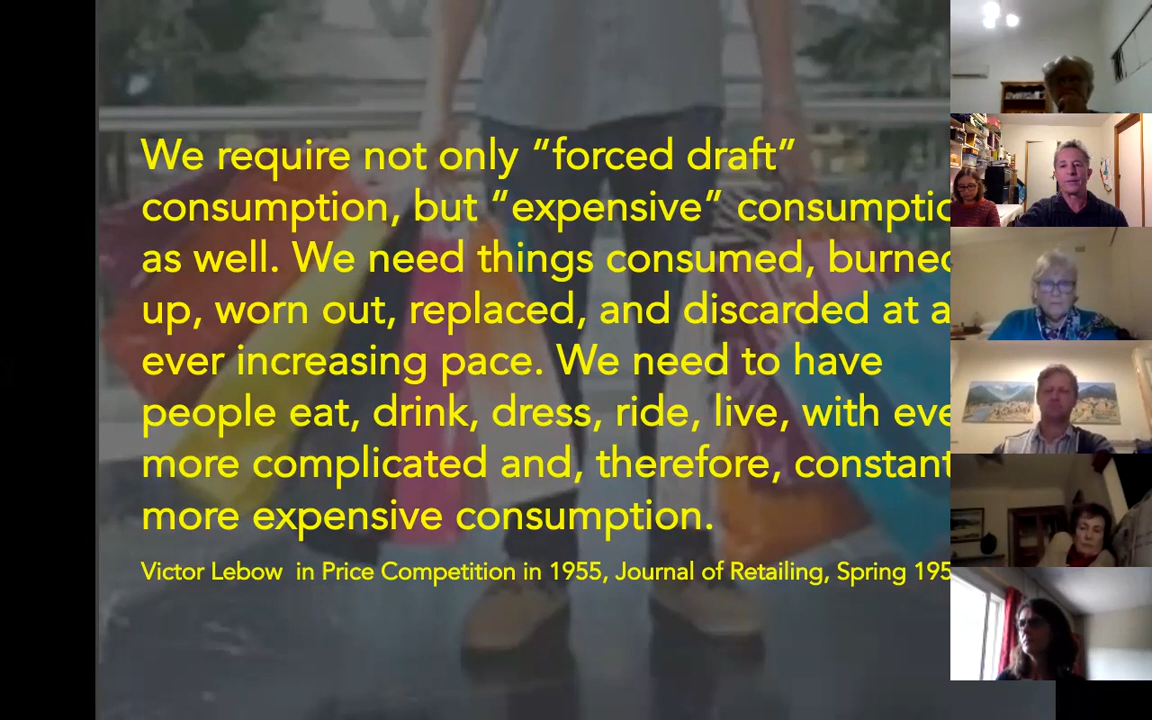 We require not only “forced draft”
consumption, but “expensive” consumptio
as well. We need things consumed, burned
up, worn out, replaced, and discarded at a
ever increasing pace. We need to have
people eat, drink, dress, ride, live, with eve
more complicated and, therefore, constant
more expensive consumption.
Victor Lebow in Price Competition in 1955, Journal of Retailing, Spring 195